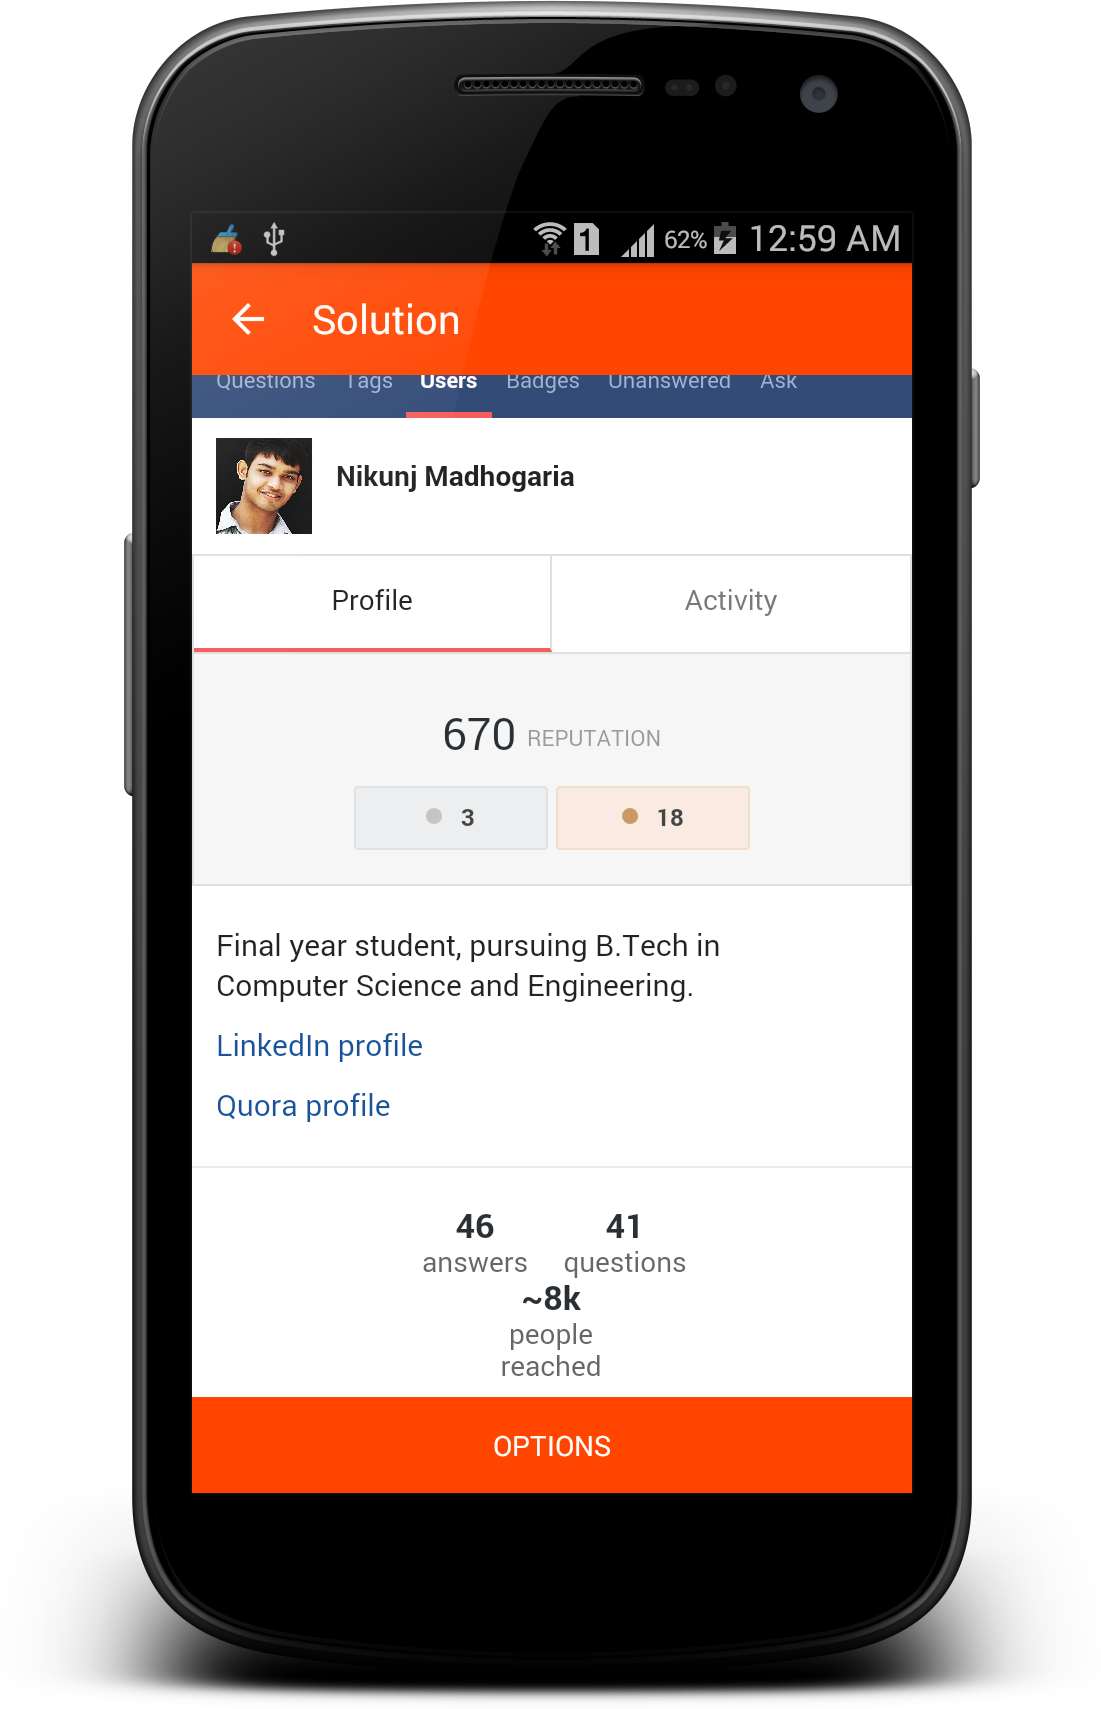 1 62% 12:59 AM
Solution
Questions Tags Users Badges Unanswered Ask
Nikunj Madhogaria
Profile Activity
670 REPUTATION
3 18
Final year student, pursuing B.Tech in
Computer Science and Engineering.
LinkedIn profile
Quora profile
46 41
answers questions
~8k
people
reached
OPTIONS